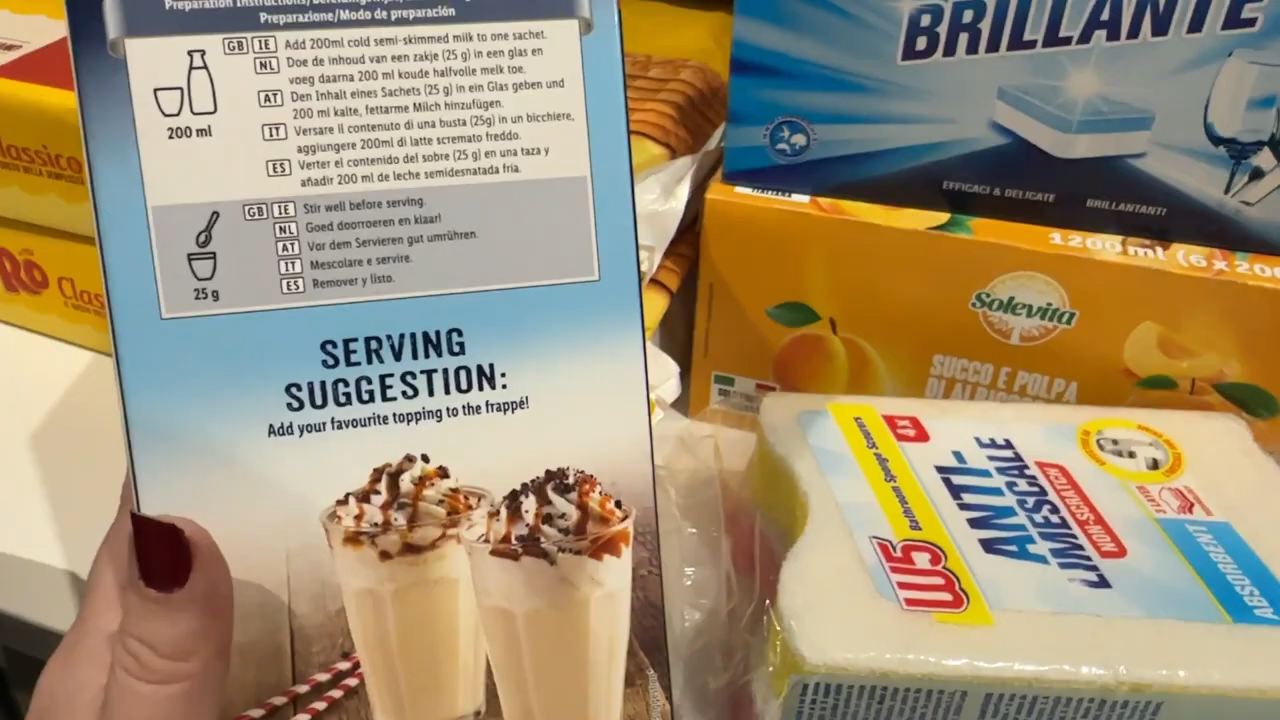 Preparazione/Modo de preparación
GB IE Add 200ml cold semi-skimmed milk to one sachet.
NL Doe de inhoud van een zakje (25 g) in een glas en
voeg daarna 200 ml koude halfvolle melk toe.
AT Den Inhalt eines Sachets (25 g) in ein Glas geben und
200 ml kalte, fettarme Milch hinzufügen.
IT Versare il contenuto di una busta (25g) in un bicchiere,
aggiungere 200ml di latte scremato freddo.
ES Verter el contenido del sobre (25 g) en una taza y
añadir 200 ml de leche semidesnatada fría.
200 ml
GB IE Stir well before serving.
NL Goed doorroeren en klaar!
AT Vor dem Servieren gut umrühren.
IT Mescolare e servire.
ES Remover y listo.
25 g
SERVING
SUGGESTION:
Add your favourite topping to the frappé!
lassico
RO Clas
BRILLANTE
EFFICACI & DELICATE
BRILLANTANTI
1200 ml (6 x 200
Solevita
SUCCO E POLPA
W5
Bathroom Sponge Scourers
4x
ANTI-
LIMESCALE
NON-SCRATCH
ABSORBENT